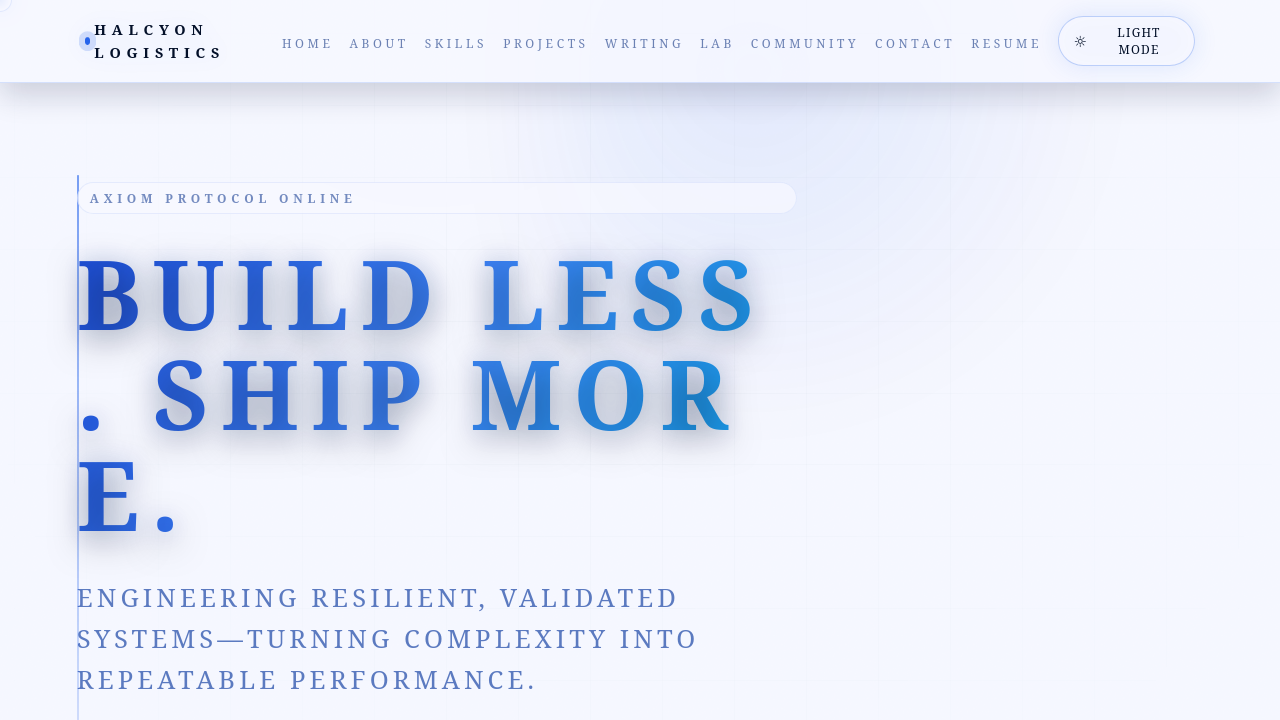 HALCYON
LOGISTICS
HOME ABOUT SKILLS PROJECTS WRITING LAB COMMUNITY CONTACT RESUME
LIGHT
MODE
AXIOM PROTOCOL ONLINE
BUILD LESS
. SHIP MOR
E.
ENGINEERING RESILIENT, VALIDATED
SYSTEMS—TURNING COMPLEXITY INTO
REPEATABLE PERFORMANCE.